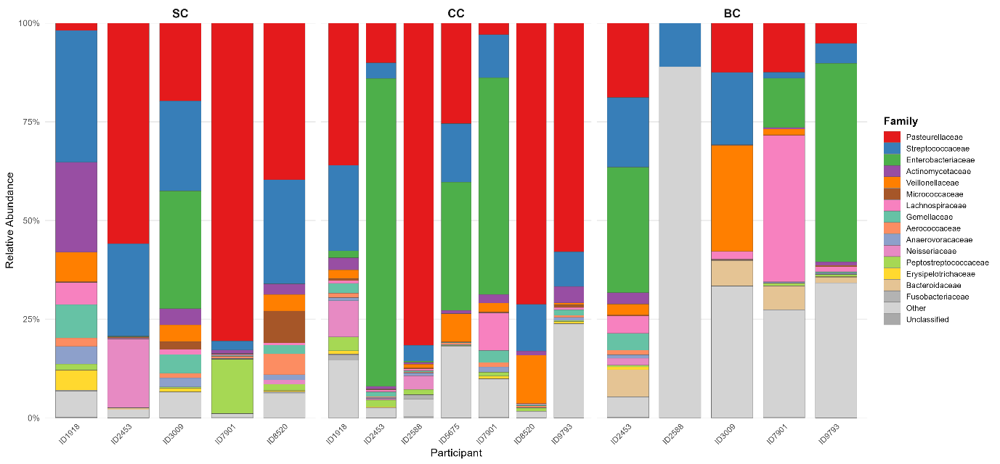 SC
CC
BC
100%
75%
50%
25%
0%
Relative Abundance
ID1918
ID2453
ID3009
ID7901
ID8520
ID1918
ID2453
ID2588
ID5675
ID7901
ID8520
ID9793
ID2453
ID2588
ID3009
ID7901
ID9793
Participant
Family
Pasteurellaceae
Streptococcaceae
Enterobacteriaceae
Actinomycetaceae
Veillonellaceae
Micrococcaceae
Lachnospiraceae
Gemellaceae
Aerococcaceae
Anaerovoracaceae
Neisseriaceae
Peptostreptococcaceae
Erysipelotrichaceae
Bacteroidaceae
Fusobacteriaceae
Other
Unclassified